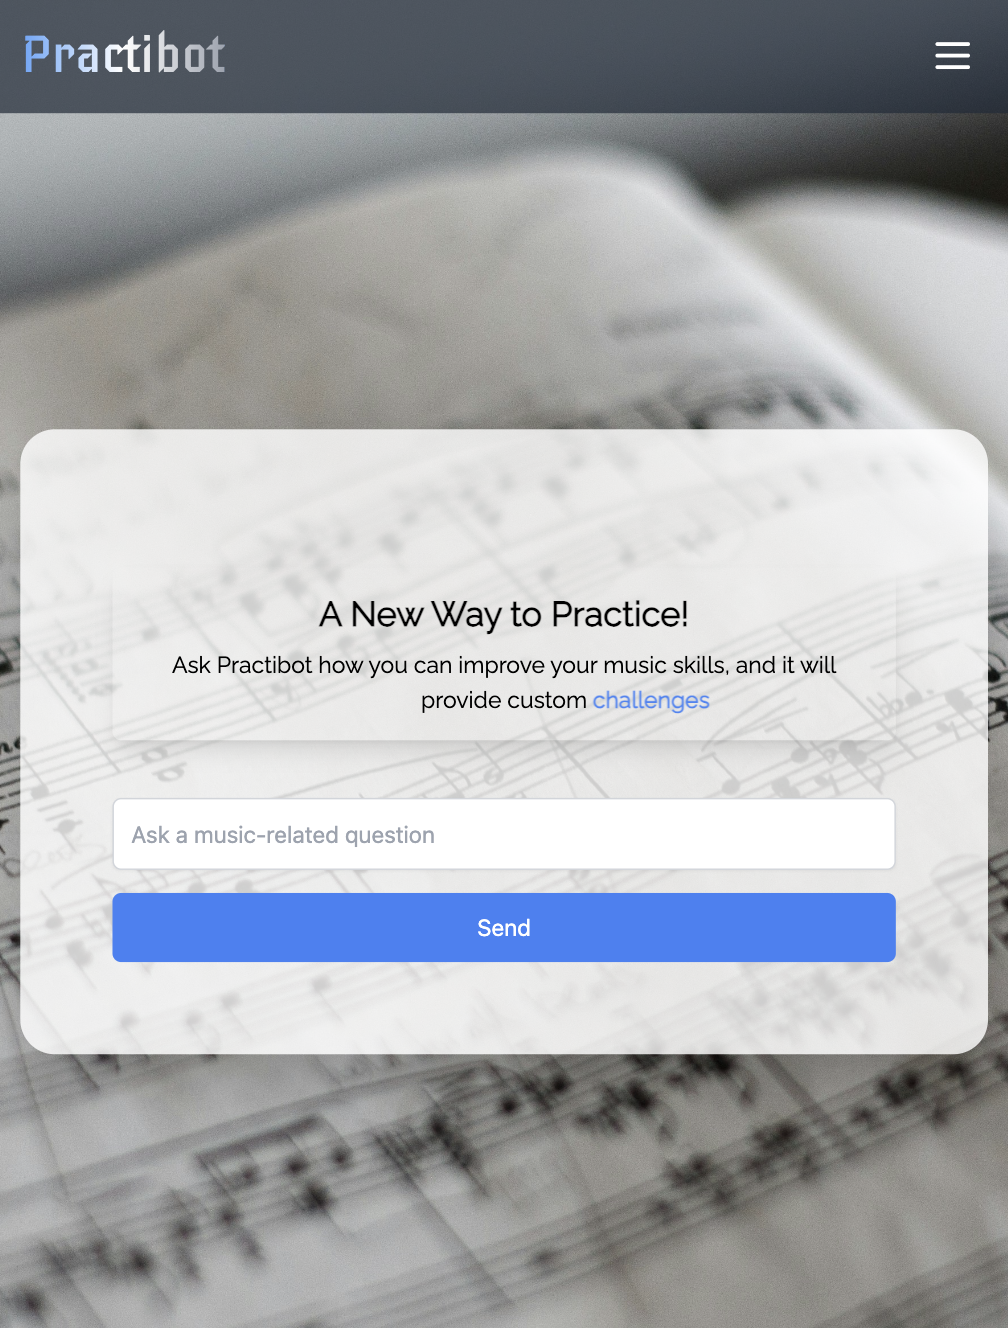 Practibot
A New Way to Practice!
Ask Practibot how you can improve your music skills, and it will
provide custom challenges
Ask a music-related question
Send